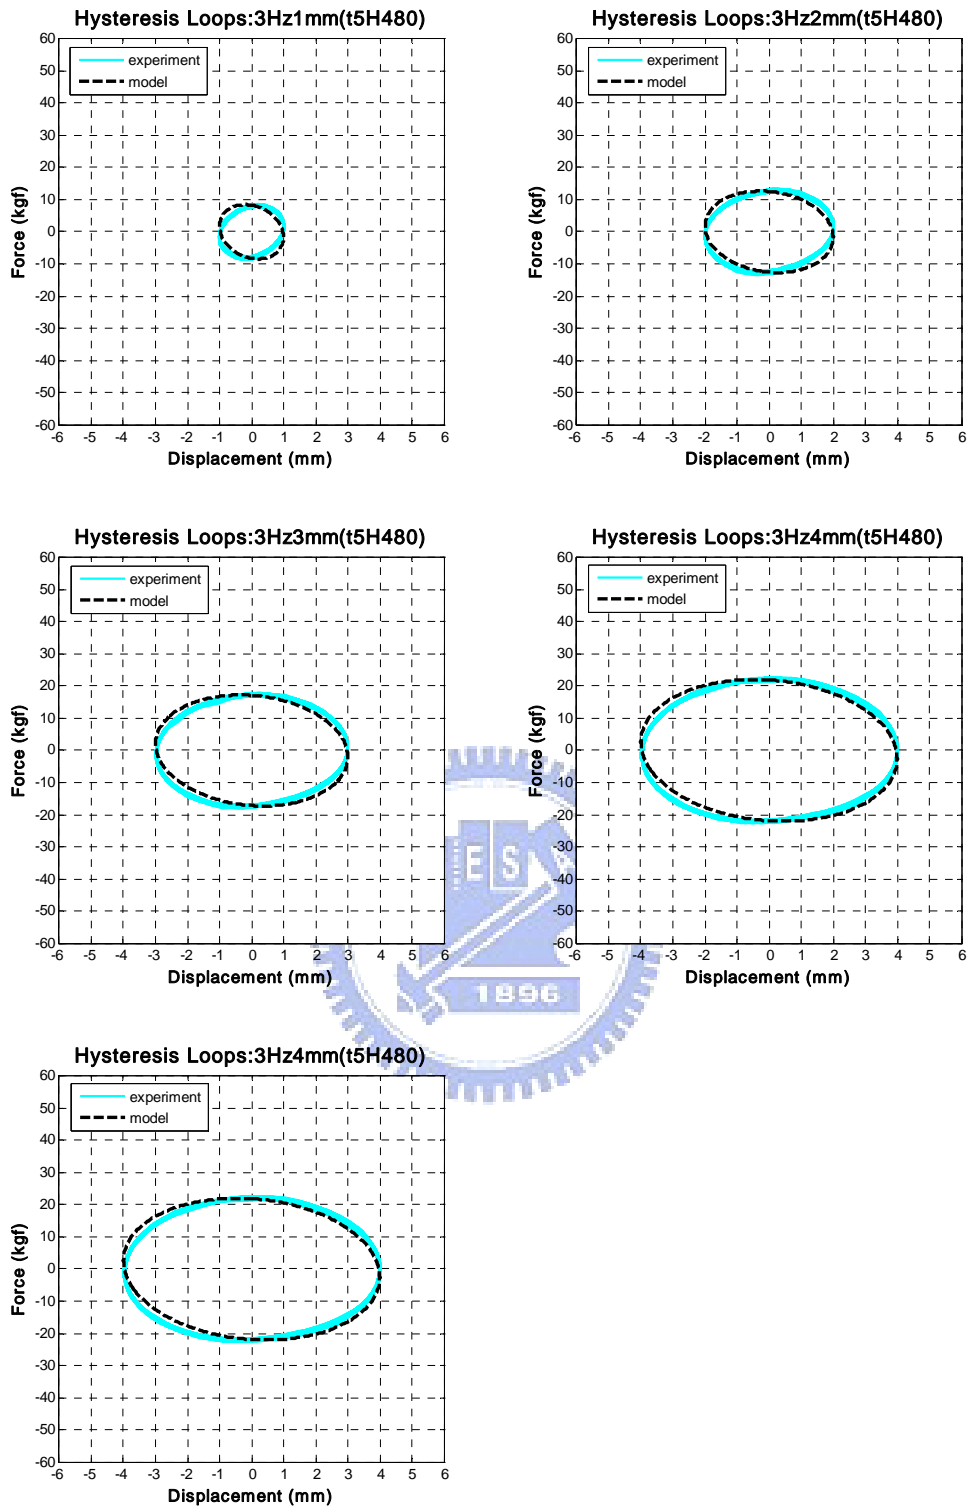 Hysteresis Loops:3Hz1mm(t5H480)
60
50
40
30
20
10
0
-10
-20
-30
-40
-50
-60
Force (kgf)
experiment
model
-6 -5 -4 -3 -2 -1 0 1 2 3 4 5 6
Displacement (mm)
Hysteresis Loops:3Hz2mm(t5H480)
60
50
40
30
20
10
0
-10
-20
-30
-40
-50
-60
Force (kgf)
experiment
model
-6 -5 -4 -3 -2 -1 0 1 2 3 4 5 6
Displacement (mm)
Hysteresis Loops:3Hz3mm(t5H480)
60
50
40
30
20
10
0
-10
-20
-30
-40
-50
-60
Force (kgf)
experiment
model
-6 -5 -4 -3 -2 -1 0 1 2 3 4 5 6
Displacement (mm)
Hysteresis Loops:3Hz4mm(t5H480)
60
50
40
30
20
10
0
-10
-20
-30
-40
-50
-60
Force (kgf)
experiment
model
-6 -5 -4 -3 -2 -1 0 1 2 3 4 5 6
Displacement (mm)
ES
1896
Hysteresis Loops:3Hz4mm(t5H480)
60
50
40
30
20
10
0
-10
-20
-30
-40
-50
-60
Force (kgf)
experiment
model
-6 -5 -4 -3 -2 -1 0 1 2 3 4 5 6
Displacement (mm)